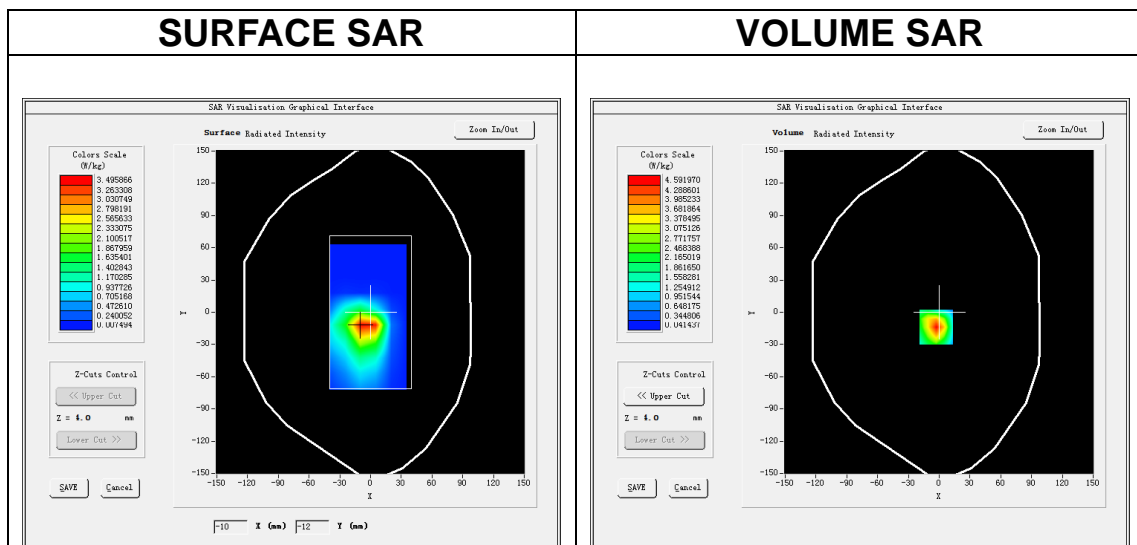 SURFACE SAR
VOLUME SAR
SAR Visualisation Graphical Interface
Surface Radiated Intensity
Zoom In/Out
Colors Scale
(W/kg)
3.495866
3.263308
3.030749
2.798191
2.565633
2.333075
2.100517
1.867959
1.635401
1.402843
1.170285
0.937726
0.705168
0.472610
0.240052
0.007494
Z-Cuts Control
<< Upper Cut
Z = 4.0 mm
Lower Cut >>
SAVE Cancel
150
120
90
60
30
0
-30
-60
-90
-120
-150
Y
-150 -120 -90 -60 -30 0 30 60 90 120 150
X
-10 X (mm) -12 Y (mm)
SAR Visualisation Graphical Interface
Volume Radiated Intensity
Zoom In/Out
Colors Scale
(W/kg)
4.591970
4.288601
3.985233
3.681864
3.378495
3.075126
2.771757
2.468388
2.165019
1.861650
1.558281
1.254912
0.951544
0.648175
0.344806
0.041437
Z-Cuts Control
<< Upper Cut
Z = 4.0 mm
Lower Cut >>
SAVE Cancel
150
120
90
60
30
0
-30
-60
-90
-120
-150
Y
-150 -120 -90 -60 -30 0 30 60 90 120 150
X